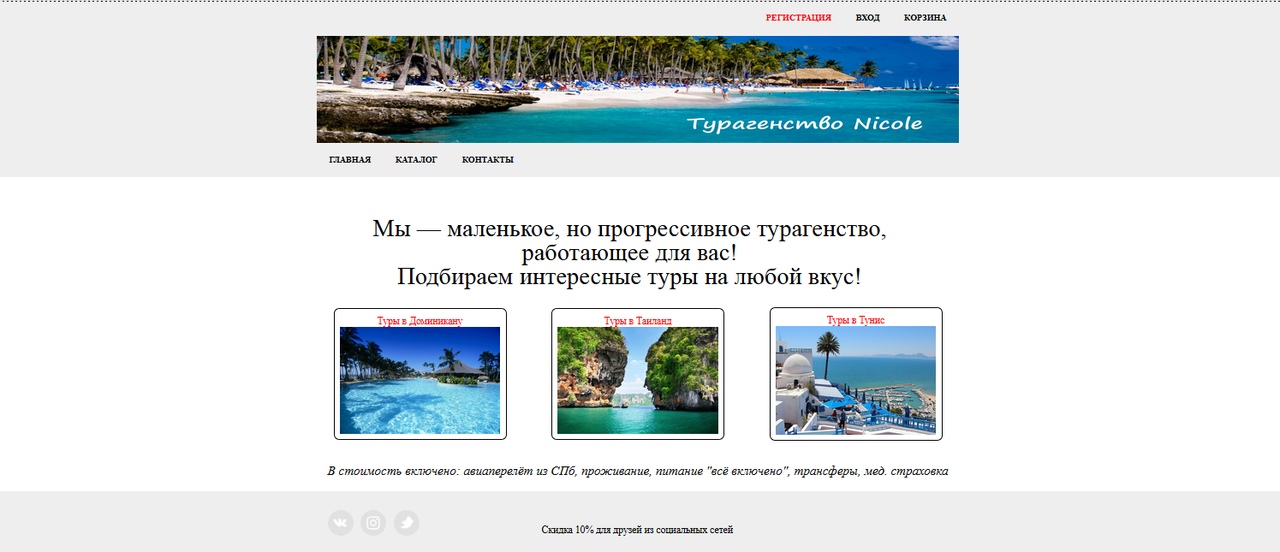 РЕГИСТРАЦИЯ ВХОД КОРЗИНА
Турагенство Nicole
ГЛАВНАЯ КАТАЛОГ КОНТАКТЫ
Мы — маленькое, но прогрессивное турагенство,
работающее для вас!
Подбираем интересные туры на любой вкус!
Туры в Доминикану
Туры в Таиланд
Туры в Тунис
В стоимость включено: авиаперелёт из СПб, проживание, питание "всё включено", трансферы, мед. страховка
Скидка 10% для друзей из социальных сетей